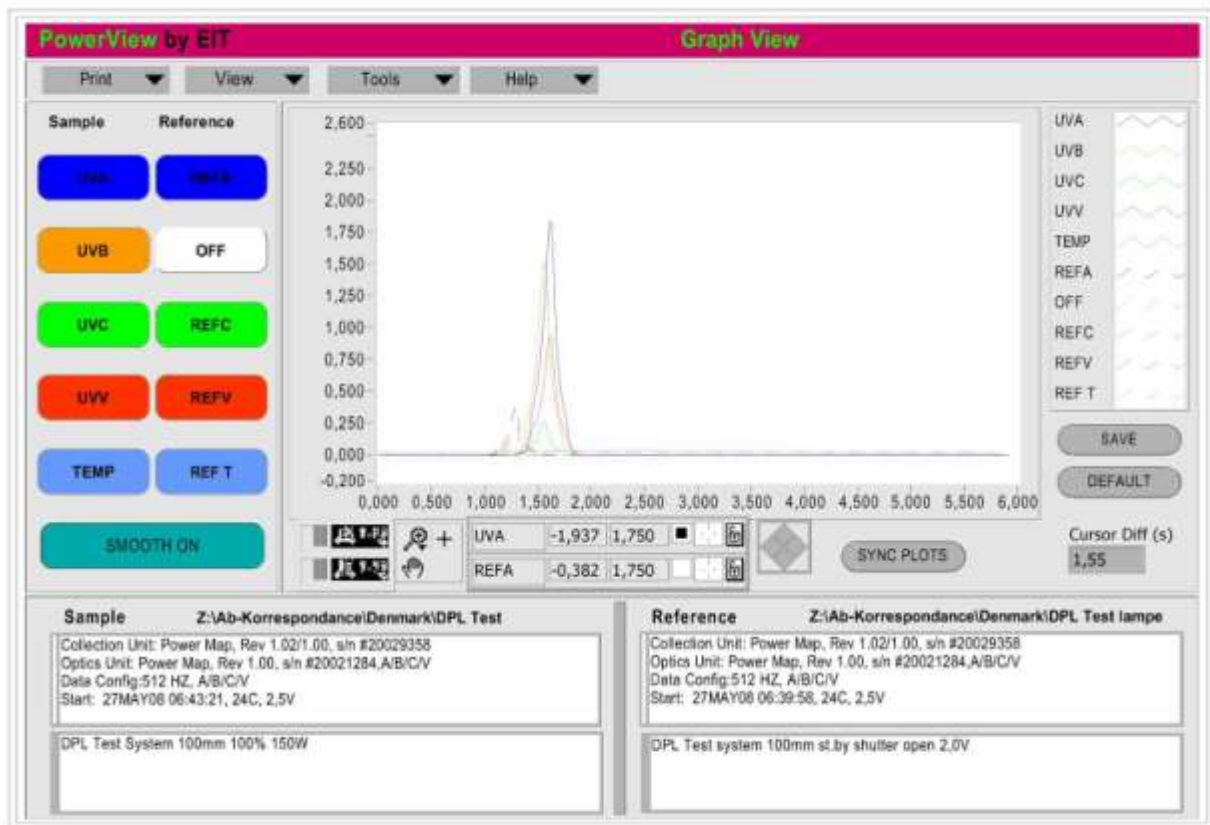 PowerView by EIT
Graph View
Print View Tools Help
Sample Reference
UVA REFA
UVB OFF
UVC REFC
UVV REFV
TEMP REF T
SMOOTH ON
2,600
2,250
2,000
1,750
1,500
1,250
1,000
0,750
0,500
0,250
0,000
-0,200
0,000 0,500 1,000 1,500 2,000 2,500 3,000 3,500 4,000 4,500 5,000 5,500 6,000
UVA
UVB
UVC
UVV
TEMP
REFA
OFF
REFC
REFV
REF T
SAVE
DEFAULT
UVA -1,937 1,750
REFA -0,382 1,750
SYNC PLOTS
Cursor Diff (s)
1,55
Sample Z:\Ab-Korrespondance\Denmark\DPL Test
Collection Unit: Power Map, Rev 1.02/1.00, s/n #20029358
Optics Unit: Power Map, Rev 1.00, s/n #20021284,A/B/C/V
Data Config:512 HZ, A/B/C/V
Start: 27MAY08 06:43:21, 24C, 2,5V
DPL Test System 100mm 100% 150W
Reference Z:\Ab-Korrespondance\Denmark\DPL Test lampe
Collection Unit: Power Map, Rev 1.02/1.00, s/n #20029358
Optics Unit: Power Map, Rev 1.00, s/n #20021284,A/B/C/V
Data Config:512 HZ, A/B/C/V
Start: 27MAY08 06:39:58, 24C, 2,5V
DPL Test system 100mm st.by shutter open 2,0V